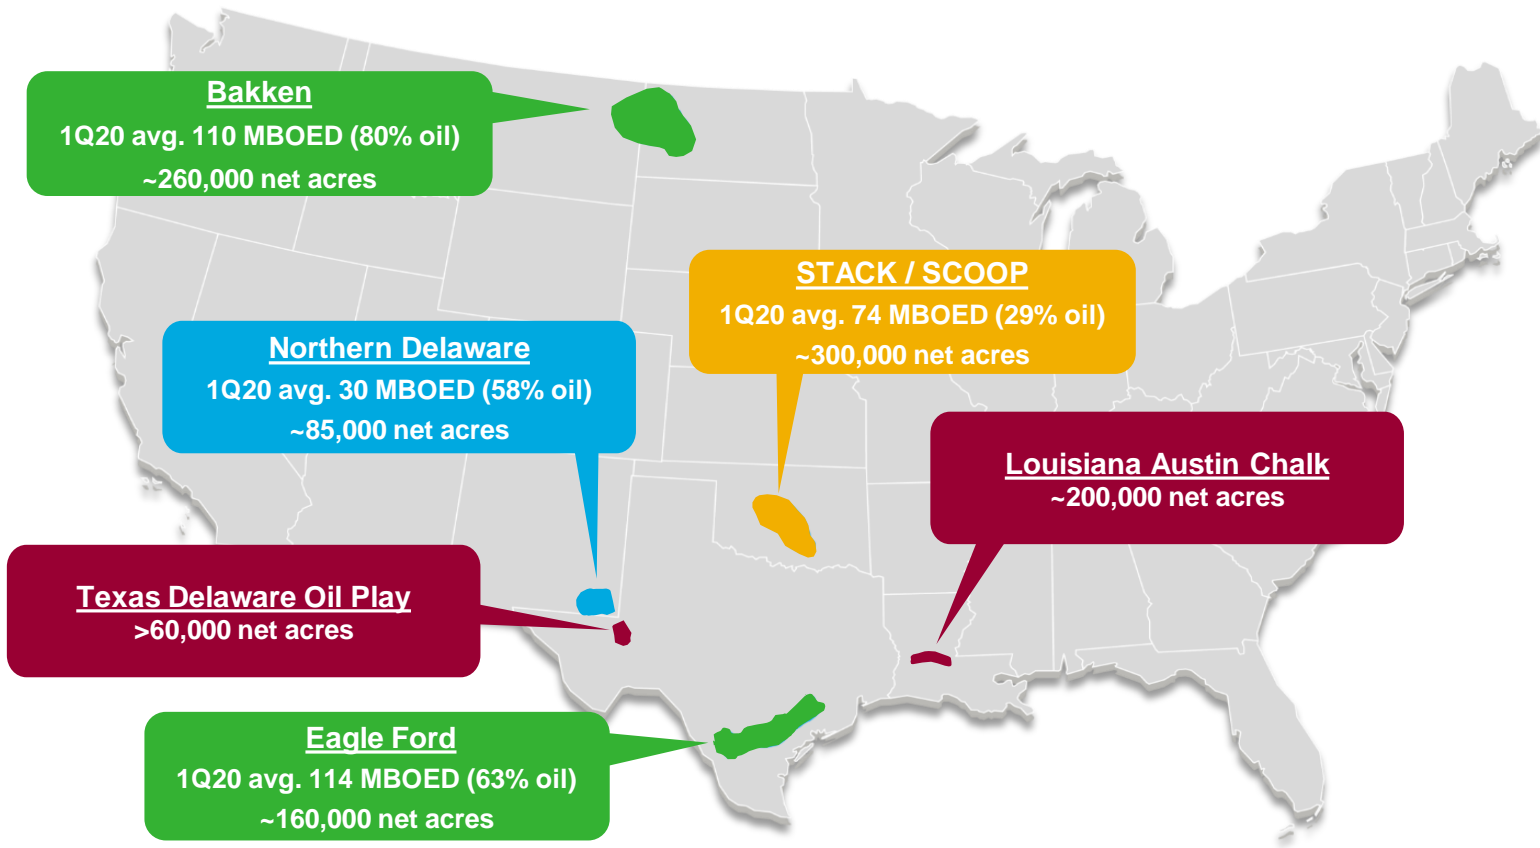 Bakken
1Q20 avg. 110 MBOED (80% oil)
~260,000 net acres
STACK / SCOOP
1Q20 avg. 74 MBOED (29% oil)
~300,000 net acres
Northern Delaware
1Q20 avg. 30 MBOED (58% oil)
~85,000 net acres
Louisiana Austin Chalk
~200,000 net acres
Texas Delaware Oil Play
>60,000 net acres
Eagle Ford
1Q20 avg. 114 MBOED (63% oil)
~160,000 net acres